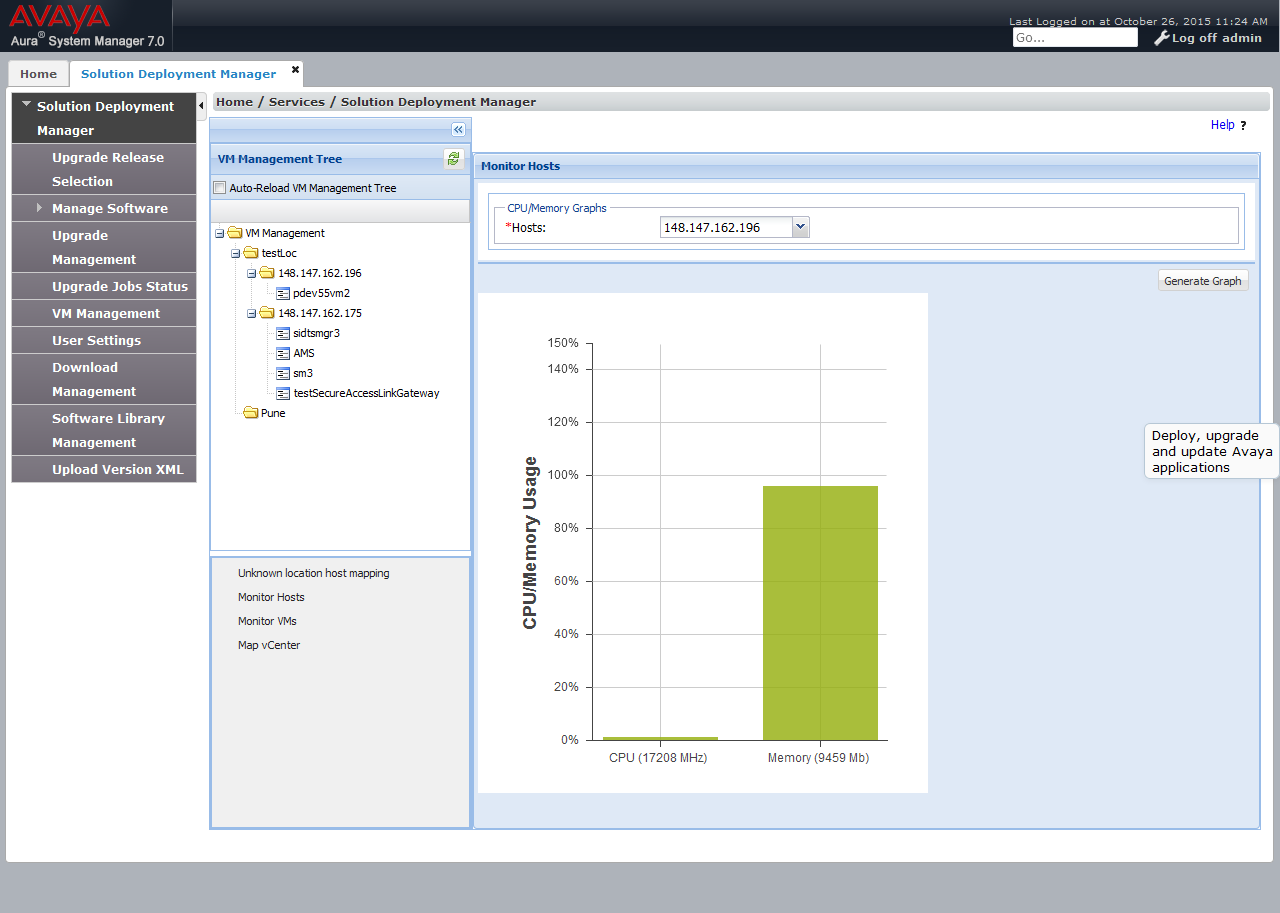 AVAYA
Aura® System Manager 7.0
Last Logged on at October 26, 2015 11:24 AM
Go...
Log off admin
Home
Solution Deployment Manager
Solution Deployment
Manager
Upgrade Release
Selection
Manage Software
Upgrade
Management
Upgrade Jobs Status
VM Management
User Settings
Download
Management
Software Library
Management
Upload Version XML
Home / Services / Solution Deployment Manager
Help ?
VM Management Tree
Auto-Reload VM Management Tree
VM Management
testLoc
148.147.162.196
pdev55vm2
148.147.162.175
sidtsmgr3
AMS
sm3
testSecureAccessLinkGateway
Pune
Unknown location host mapping
Monitor Hosts
Monitor VMs
Map vCenter
Monitor Hosts
CPU/Memory Graphs
*Hosts:
148.147.162.196
Generate Graph
CPU/Memory Usage
150%
140%
120%
100%
80%
60%
40%
20%
0%
CPU (17208 MHz)
Memory (9459 Mb)
Deploy, upgrade
and update Avaya
applications